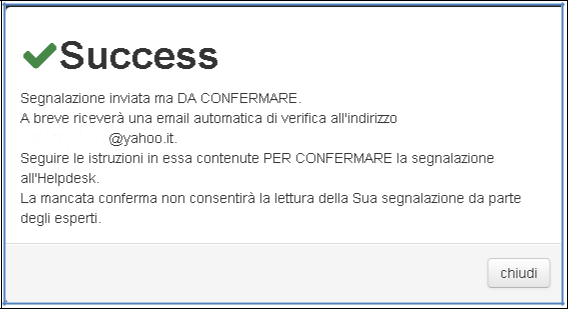 Success
Segnalazione inviata ma DA CONFERMARE.
A breve riceverà una email automatica di verifica all'indirizzo
@yahoo.it.
Seguire le istruzioni in essa contenute PER CONFERMARE la segnalazione
all'Helpdesk.
La mancata conferma non consentirà la lettura della Sua segnalazione da parte
degli esperti.
chiudi